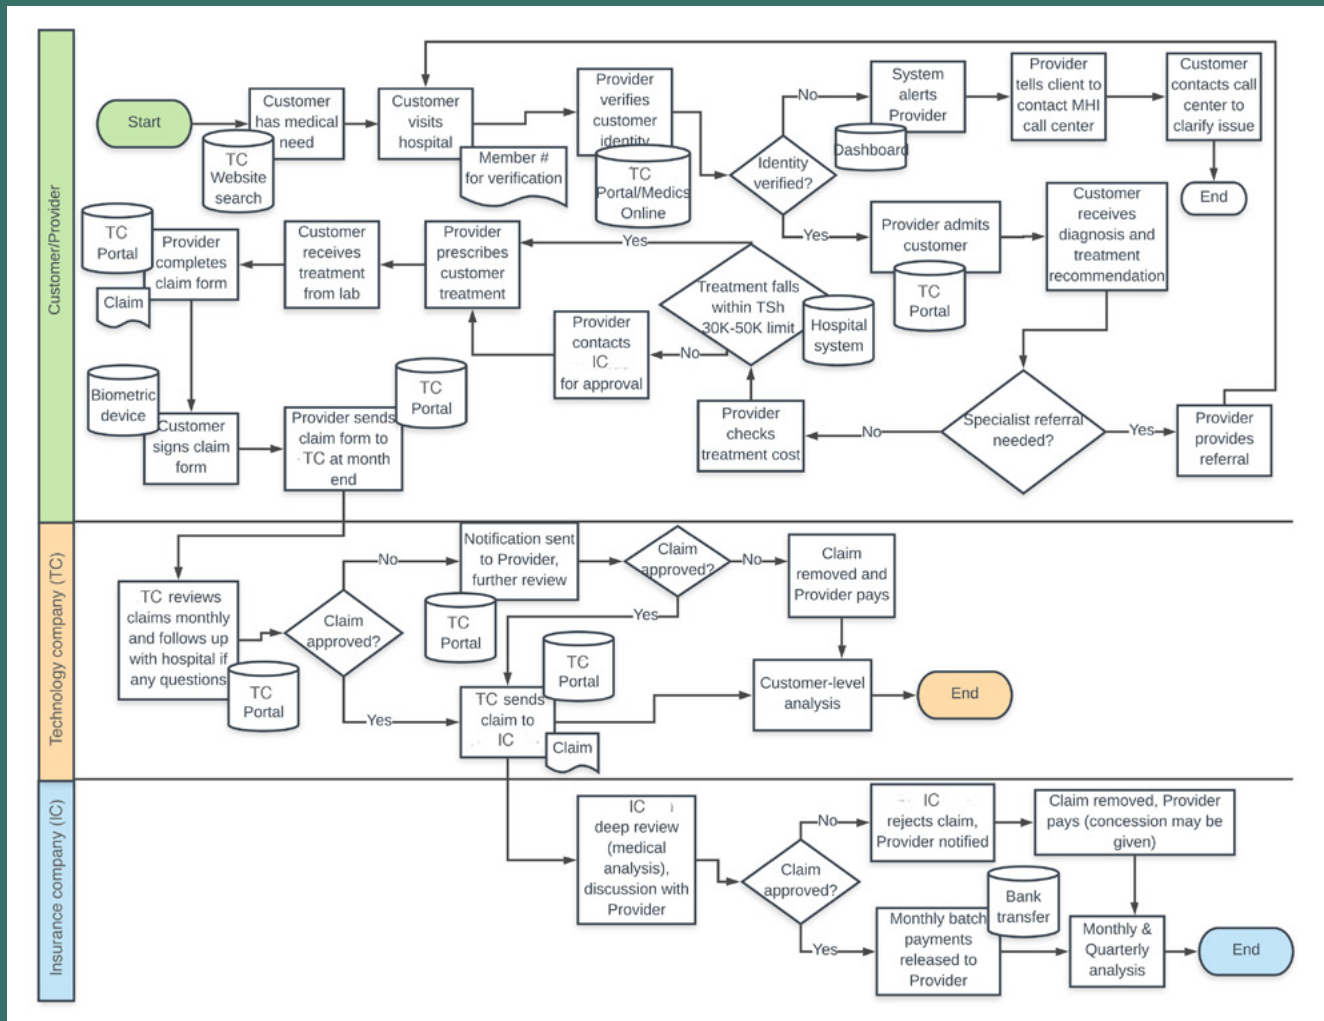 Customer/Provider
Start
Customer
has medical
need
TC
Website
search
Customer
visits
hospital
Member #
for verification
Provider
verifies
customer
identity
TC
Portal/Medics
Online
Identity
verified?
No
System
alerts
Provider
Dashboard
Provider
tells client to
contact MHI
call center
Customer
contacts call
center to
clarify issue
End
Yes
Provider admits
customer
TC
Portal
Customer
receives
diagnosis and
treatment
recommendation
Specialist referral
needed?
Yes
Provider
provides
referral
No
Provider
checks
treatment cost
Treatment falls
within TSh
30K-50K limit
Hospital
system
No
Provider
contacts
IC
for approval
Yes
Provider
prescribes
customer
treatment
Customer
receives
treatment
from lab
Provider
completes
claim form
TC
Portal
Claim
Biometric
device
Customer
signs claim
form
Provider sends
claim form to
TC at month
end
TC
Portal
Technology company (TC)
TC reviews
claims monthly
and follows up
with hospital if
any questions
TC
Portal
Claim
approved?
No
Notification sent
to Provider,
further review
TC
Portal
Claim
approved?
No
Claim
removed and
Provider pays
Yes
Yes
TC sends
claim to
IC
TC
Portal
Claim
Customer-level
analysis
End
Insurance company (IC)
IC
deep review
(medical
analysis),
discussion with
Provider
Claim
approved?
No
IC
rejects claim,
Provider notified
Claim removed, Provider
pays (concession may be
given)
Yes
Monthly batch
payments
released to
Provider
Bank
transfer
Monthly &
Quarterly
analysis
End